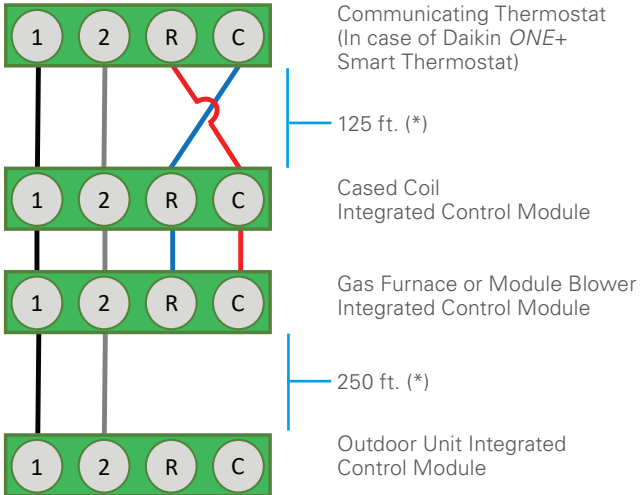 1 2 R C
Communicating Thermostat
(In case of Daikin ONE+
Smart Thermostat)
125 ft. (*)
1 2 R C
Cased Coil
Integrated Control Module
1 2 R C
Gas Furnace or Module Blower
Integrated Control Module
250 ft. (*)
1 2 R C
Outdoor Unit Integrated
Control Module